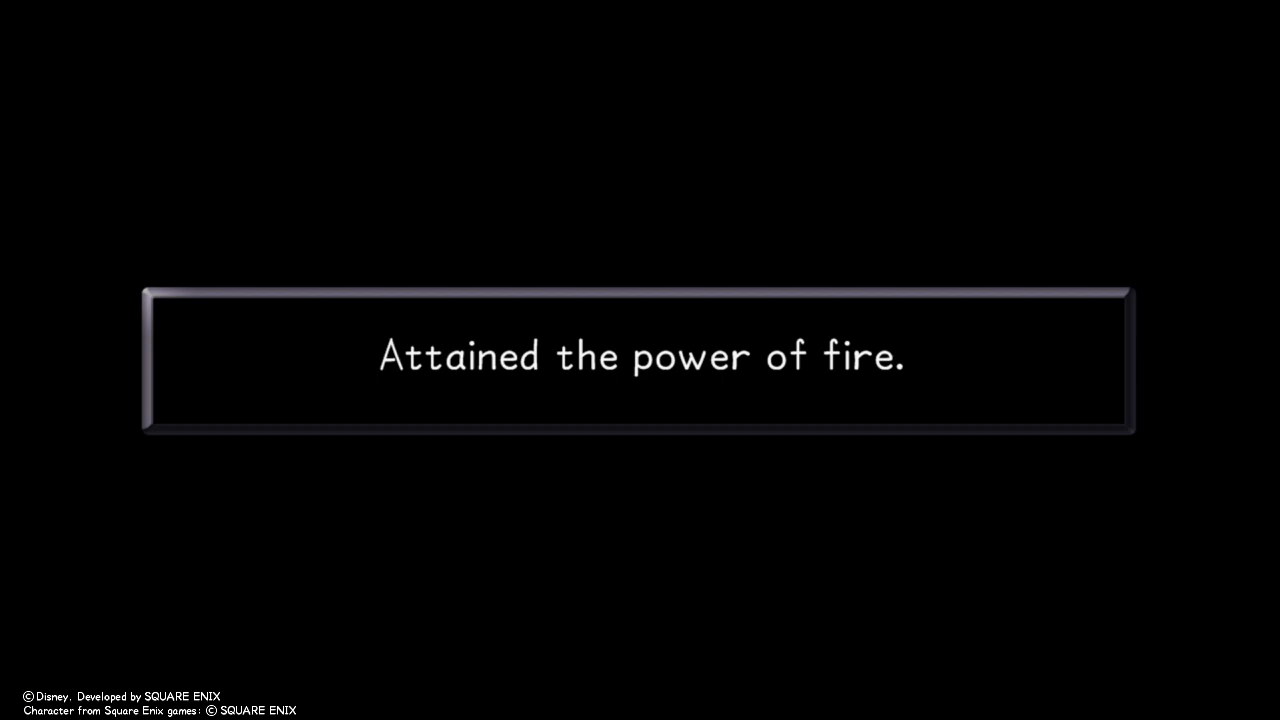 Attained the power of fire.
©Disney. Developed by SQUARE ENIX
Character from Square Enix games: © SQUARE ENIX